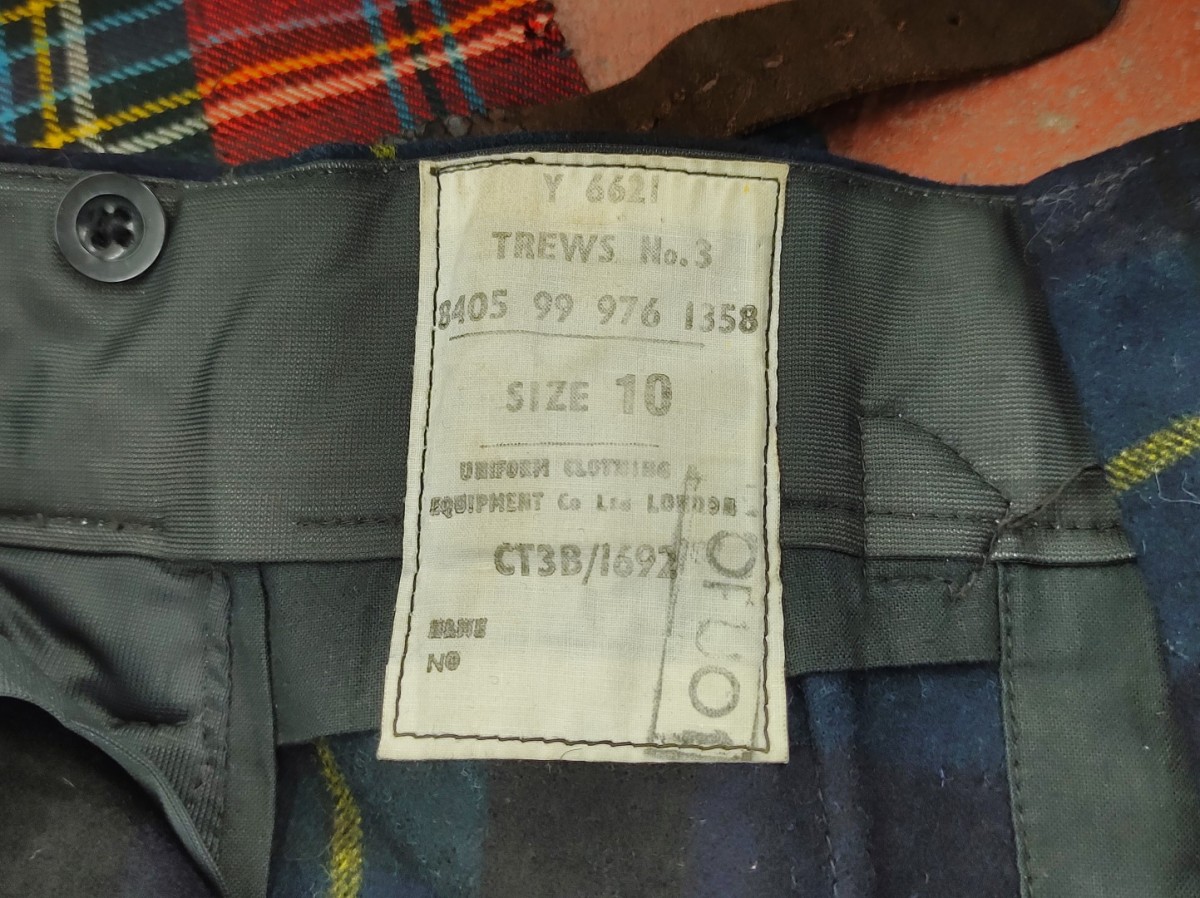 Y 6621
TREWS No.3
8405 99 976 1358
SIZE 10
UNIFORM CLOTHING &
EQUIPMENT Co Ltd LONDON
CT3B/1692
NAME
NO